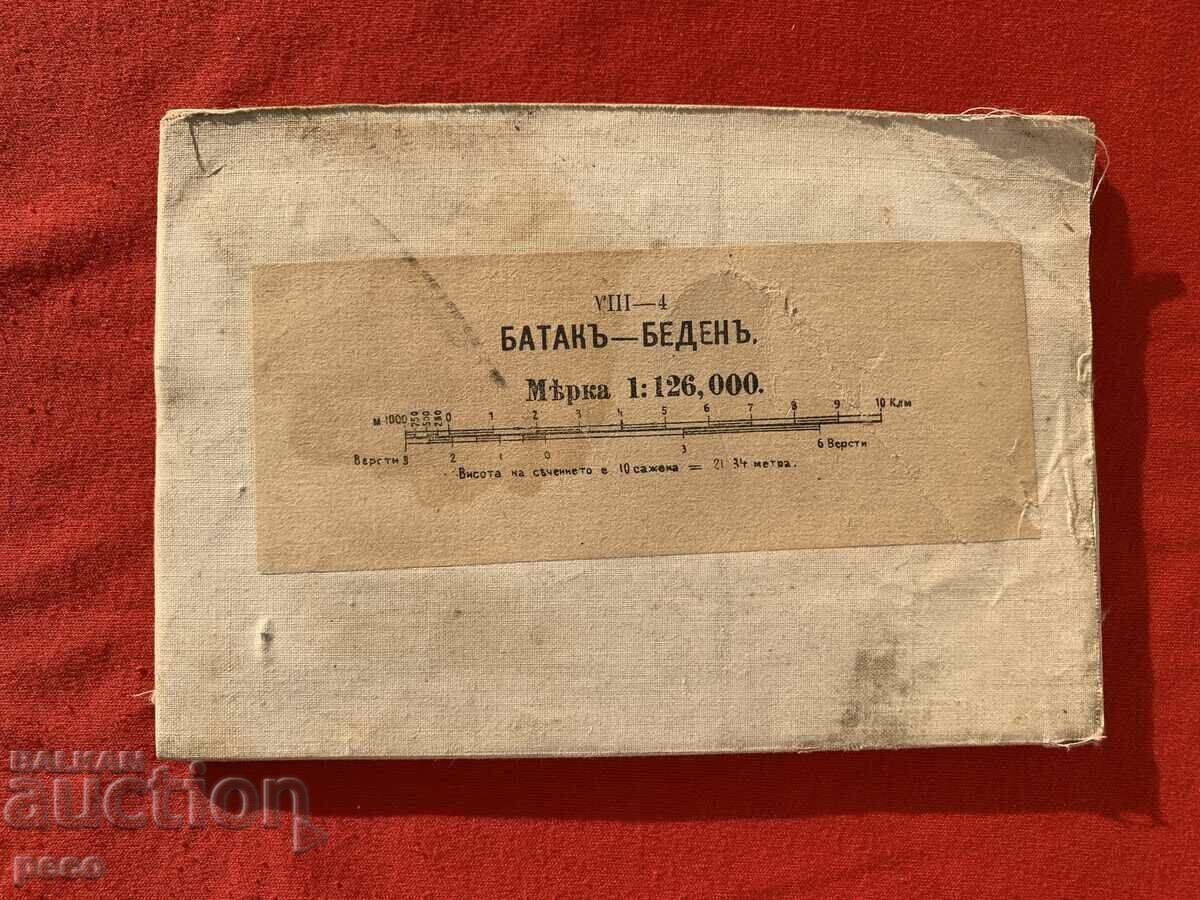 VIII—4
БАТАКЪ—БЕДЕНЪ.
Мѣрка 1:126,000.
м 1000 750 500 250 0 1 2 3 4 5 6 7 8 9 10 Клм
Версти 3 2 1 0 3 6 Версти
Висота на сѣчението е 10 сажена = 21 34 метра.
BALKAN
auction
peco